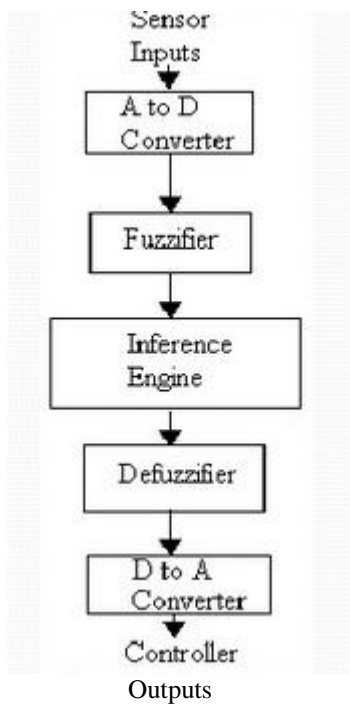 Sensor
Inputs
A to D
Converter
Fuzzifier
Inference
Engine
Defuzzifier
D to A
Converter
Controller
Outputs